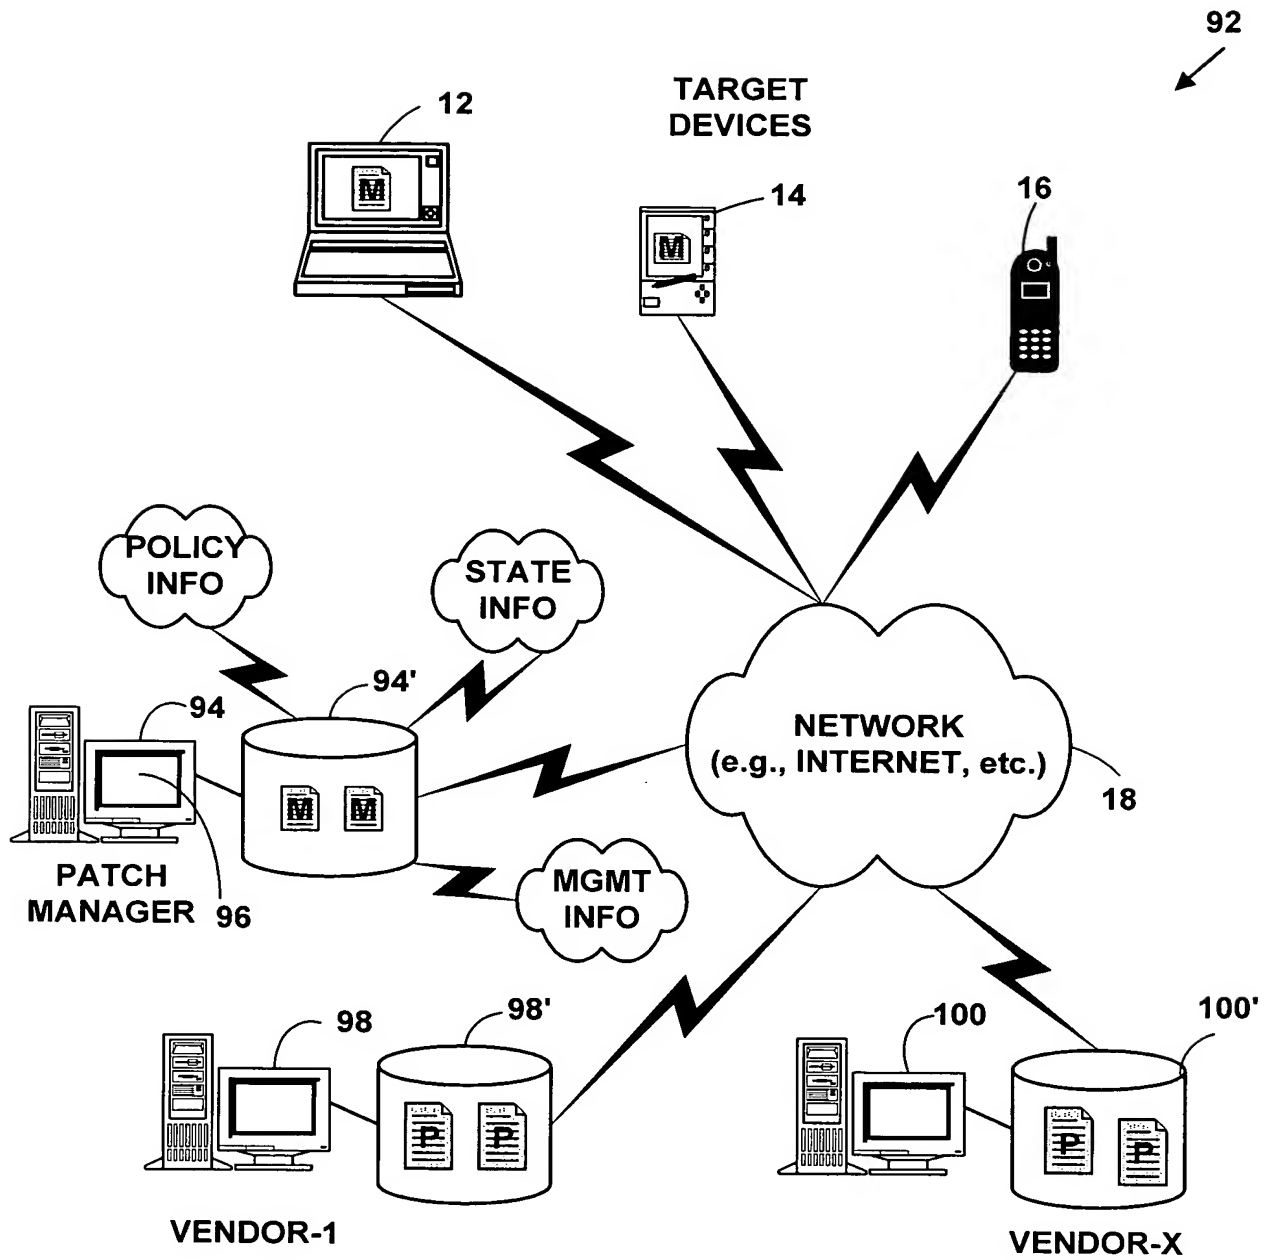 92
12
TARGET
DEVICES
M
14
M
16
POLICY
INFO
STATE
INFO
94'
94
NETWORK
(e.g., INTERNET, etc.)
18
M M
PATCH
MANAGER
96
MGMT
INFO
98
98'
100
100'
P P
P P
VENDOR-1
VENDOR-X